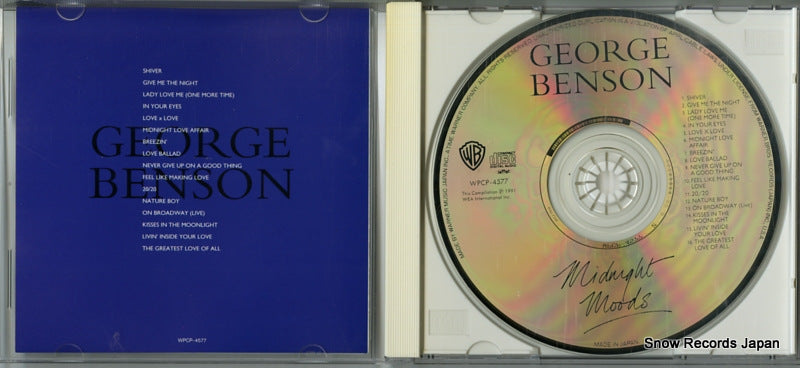 SHIVER
GIVE ME THE NIGHT
LADY LOVE ME (ONE MORE TIME)
IN YOUR EYES
LOVE x LOVE
MIDNIGHT LOVE AFFAIR
BREEZIN'
LOVE BALLAD
NEVER GIVE UP ON A GOOD THING
FEEL LIKE MAKING LOVE
20/20
NATURE BOY
ON BROADWAY (LIVE)
KISSES IN THE MOONLIGHT
LIVIN' INSIDE YOUR LOVE
THE GREATEST LOVE OF ALL
GEORGE
BENSON
WPCP-4577
GEORGE
BENSON
WB
COMPACT
disc
DIGITAL AUDIO
WPCP-4577
This Compilation ℗ 1991
WEA International Inc.
1. SHIVER
2. GIVE ME THE NIGHT
3. LADY LOVE ME
(ONE MORE TIME)
4. IN YOUR EYES
5. LOVE X LOVE
6. MIDNIGHT LOVE
AFFAIR
7. BREEZIN'
8. LOVE BALLAD
9. NEVER GIVE UP ON
A GOOD THING
10. FEEL LIKE MAKING
LOVE
11. 20/20
12. NATURE BOY
13. ON BROADWAY (Live)
14. KISSES IN THE
MOONLIGHT
15. LIVIN' INSIDE
YOUR LOVE
16. THE GREATEST
LOVE OF ALL
Midnight
Moods
MADE IN JAPAN
Snow Records Japan